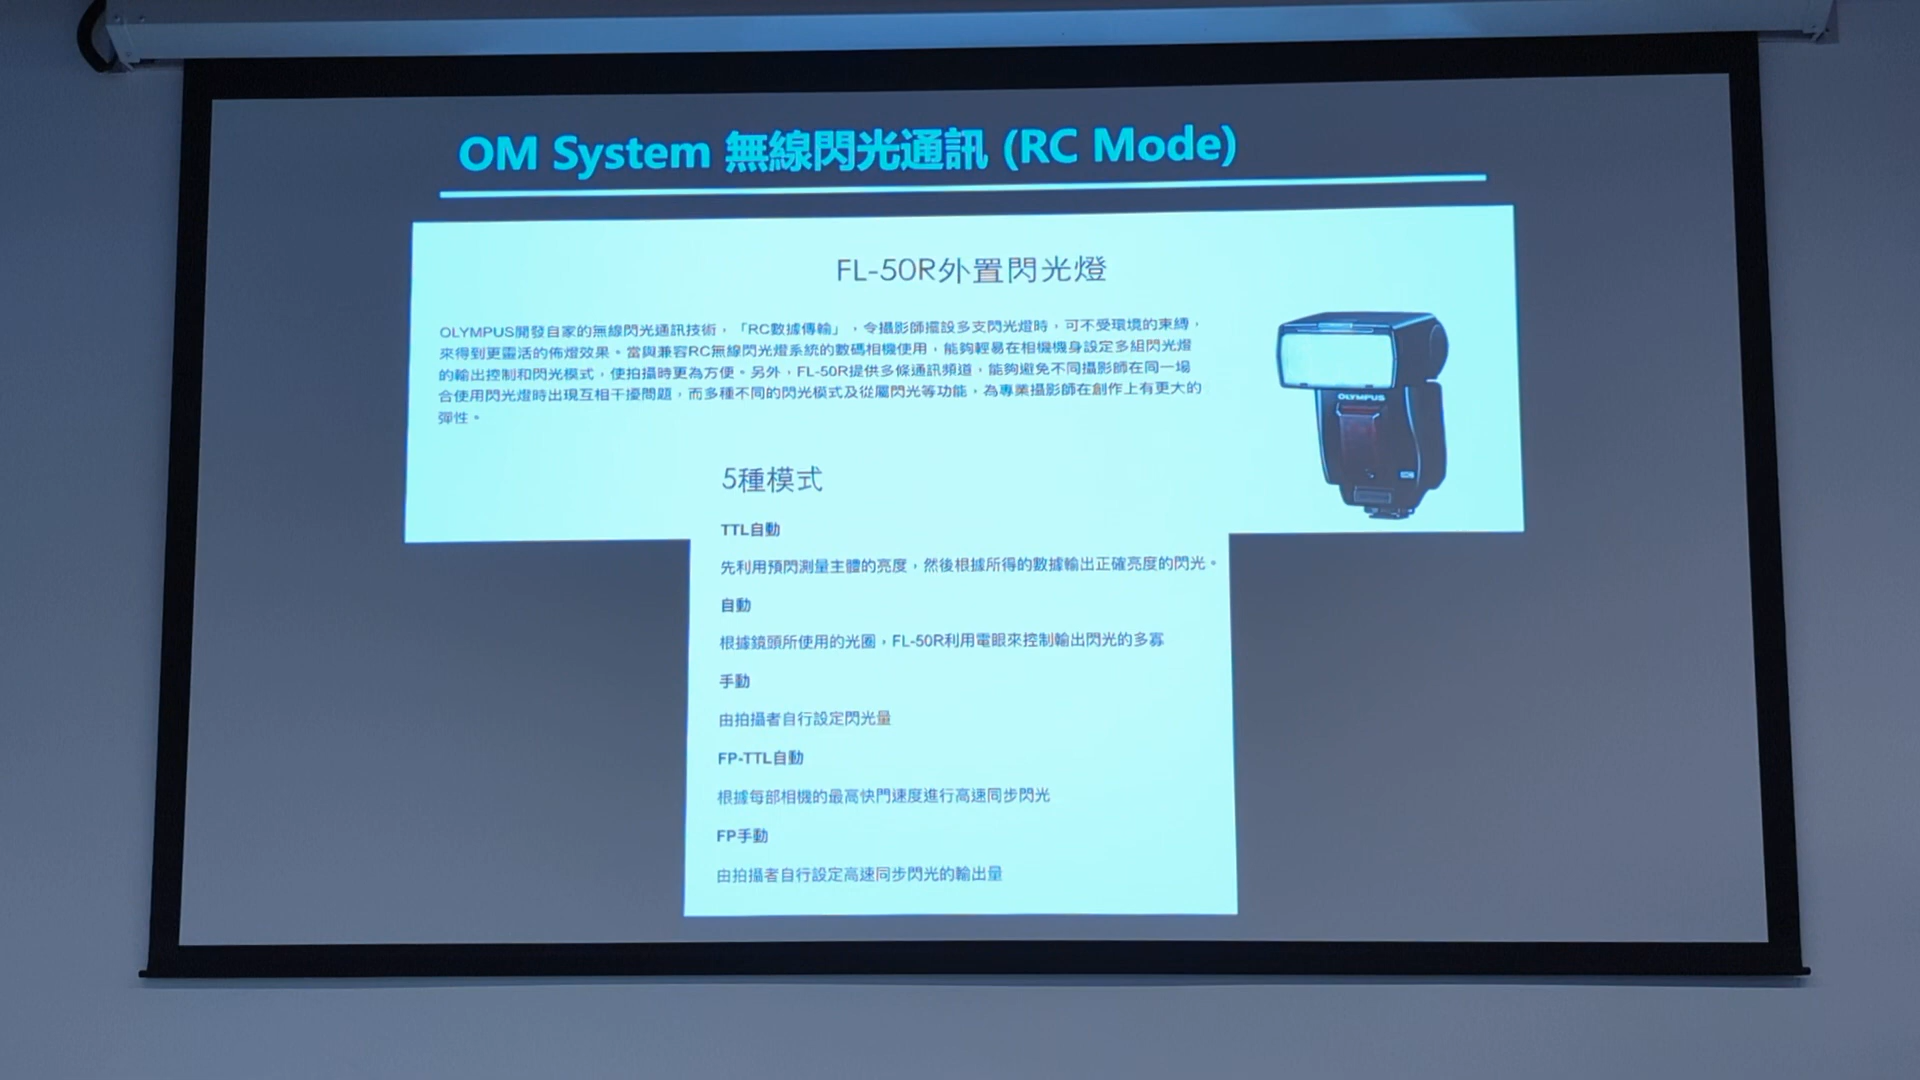 OM System 無線閃光通訊 (RC Mode)
FL-50R外置閃光燈
OLYMPUS開發自家的無線閃光通訊技術，「RC數據傳輸」，令攝影師擺設多支閃光燈時，可不受環境的束縛，
來得到更靈活的佈燈效果。當與兼容RC無線閃光燈系統的數碼相機使用，能夠輕易在相機機身設定多組閃光燈
的輸出控制和閃光模式，使拍攝時更為方便。另外，FL-50R提供多條通訊頻道，能夠避免不同攝影師在同一場
合使用閃光燈時出現互相干擾問題，而多種不同的閃光模式及從屬閃光等功能，為專業攝影師在創作上有更大的
彈性。
OLYMPUS
5種模式
TTL自動
先利用預閃測量主體的亮度，然後根據所得的數據輸出正確亮度的閃光。
自動
根據鏡頭所使用的光圈，FL-50R利用電眼來控制輸出閃光的多寡
手動
由拍攝者自行設定閃光量
FP-TTL自動
根據每部相機的最高快門速度進行高速同步閃光
FP手動
由拍攝者自行設定高速同步閃光的輸出量